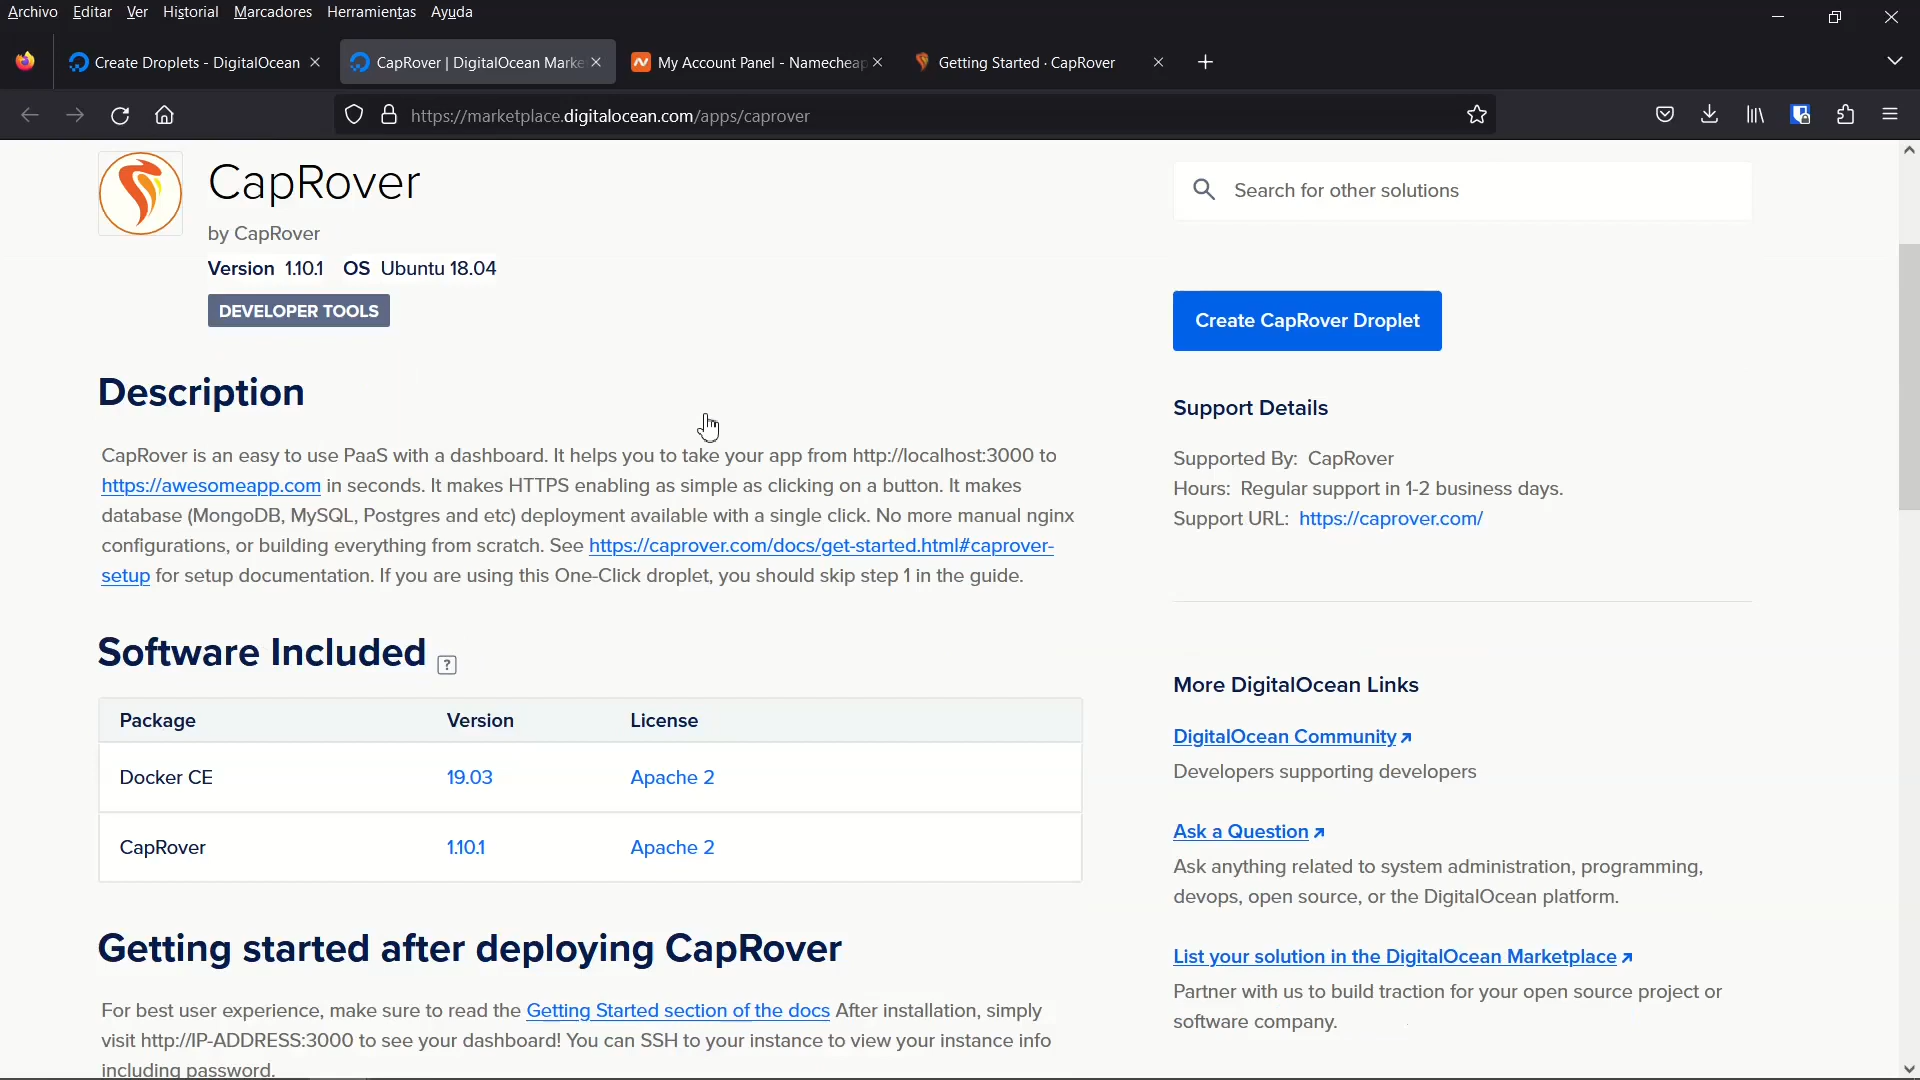 Archivo Editar Ver Historial Marcadores Herramientas Ayuda
Create Droplets - DigitalOcean
CapRover | DigitalOcean Marke
My Account Panel - Namecheap
Getting Started · CapRover
https://marketplace.digitalocean.com/apps/caprover
CapRover
by CapRover
Version 1.10.1 OS Ubuntu 18.04
DEVELOPER TOOLS
Description
CapRover is an easy to use PaaS with a dashboard. It helps you to take your app from http://localhost:3000 to
https://awesomeapp.com in seconds. It makes HTTPS enabling as simple as clicking on a button. It makes
database (MongoDB, MySQL, Postgres and etc) deployment available with a single click. No more manual nginx
configurations, or building everything from scratch. See https://caprover.com/docs/get-started.html#caprover-
setup for setup documentation. If you are using this One-Click droplet, you should skip step 1 in the guide.
Software Included ?
Package Version License
Docker CE 19.03 Apache 2
CapRover 1.10.1 Apache 2
Getting started after deploying CapRover
For best user experience, make sure to read the Getting Started section of the docs After installation, simply
visit http://IP-ADDRESS:3000 to see your dashboard! You can SSH to your instance to view your instance info
including password.
Search for other solutions
Create CapRover Droplet
Support Details
Supported By: CapRover
Hours: Regular support in 1-2 business days.
Support URL: https://caprover.com/
More DigitalOcean Links
DigitalOcean Community
Developers supporting developers
Ask a Question
Ask anything related to system administration, programming,
devops, open source, or the DigitalOcean platform.
List your solution in the DigitalOcean Marketplace
Partner with us to build traction for your open source project or
software company.